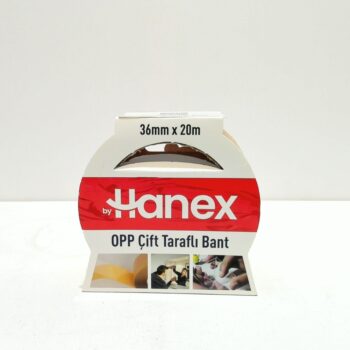 36mm x 20m
by Hanex
OPP Çift Taraflı Bant